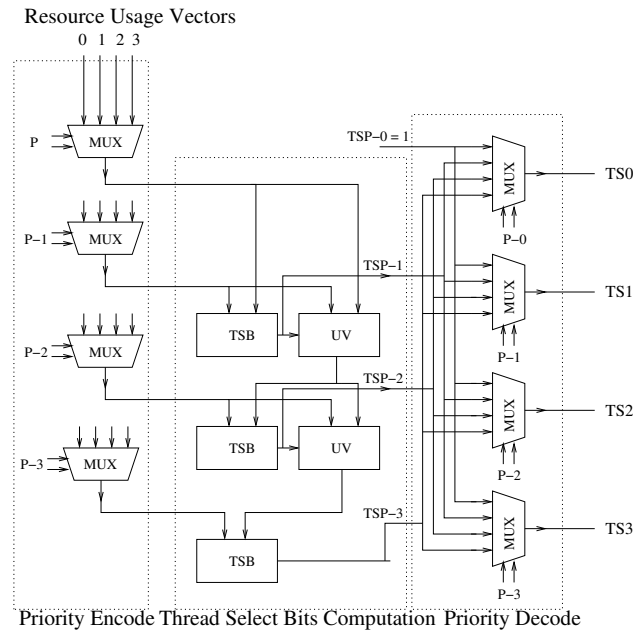 Resource Usage Vectors
0 1 2 3
MUX
P
TSP-0 = 1
MUX
TS0
P-0
MUX
P-1
TSP-1
MUX
TS1
P-1
TSB
UV
MUX
P-2
TSP-2
MUX
TS2
P-2
TSB
UV
MUX
P-3
TSP-3
MUX
TS3
P-3
TSB
Priority Encode Thread Select Bits Computation Priority Decode